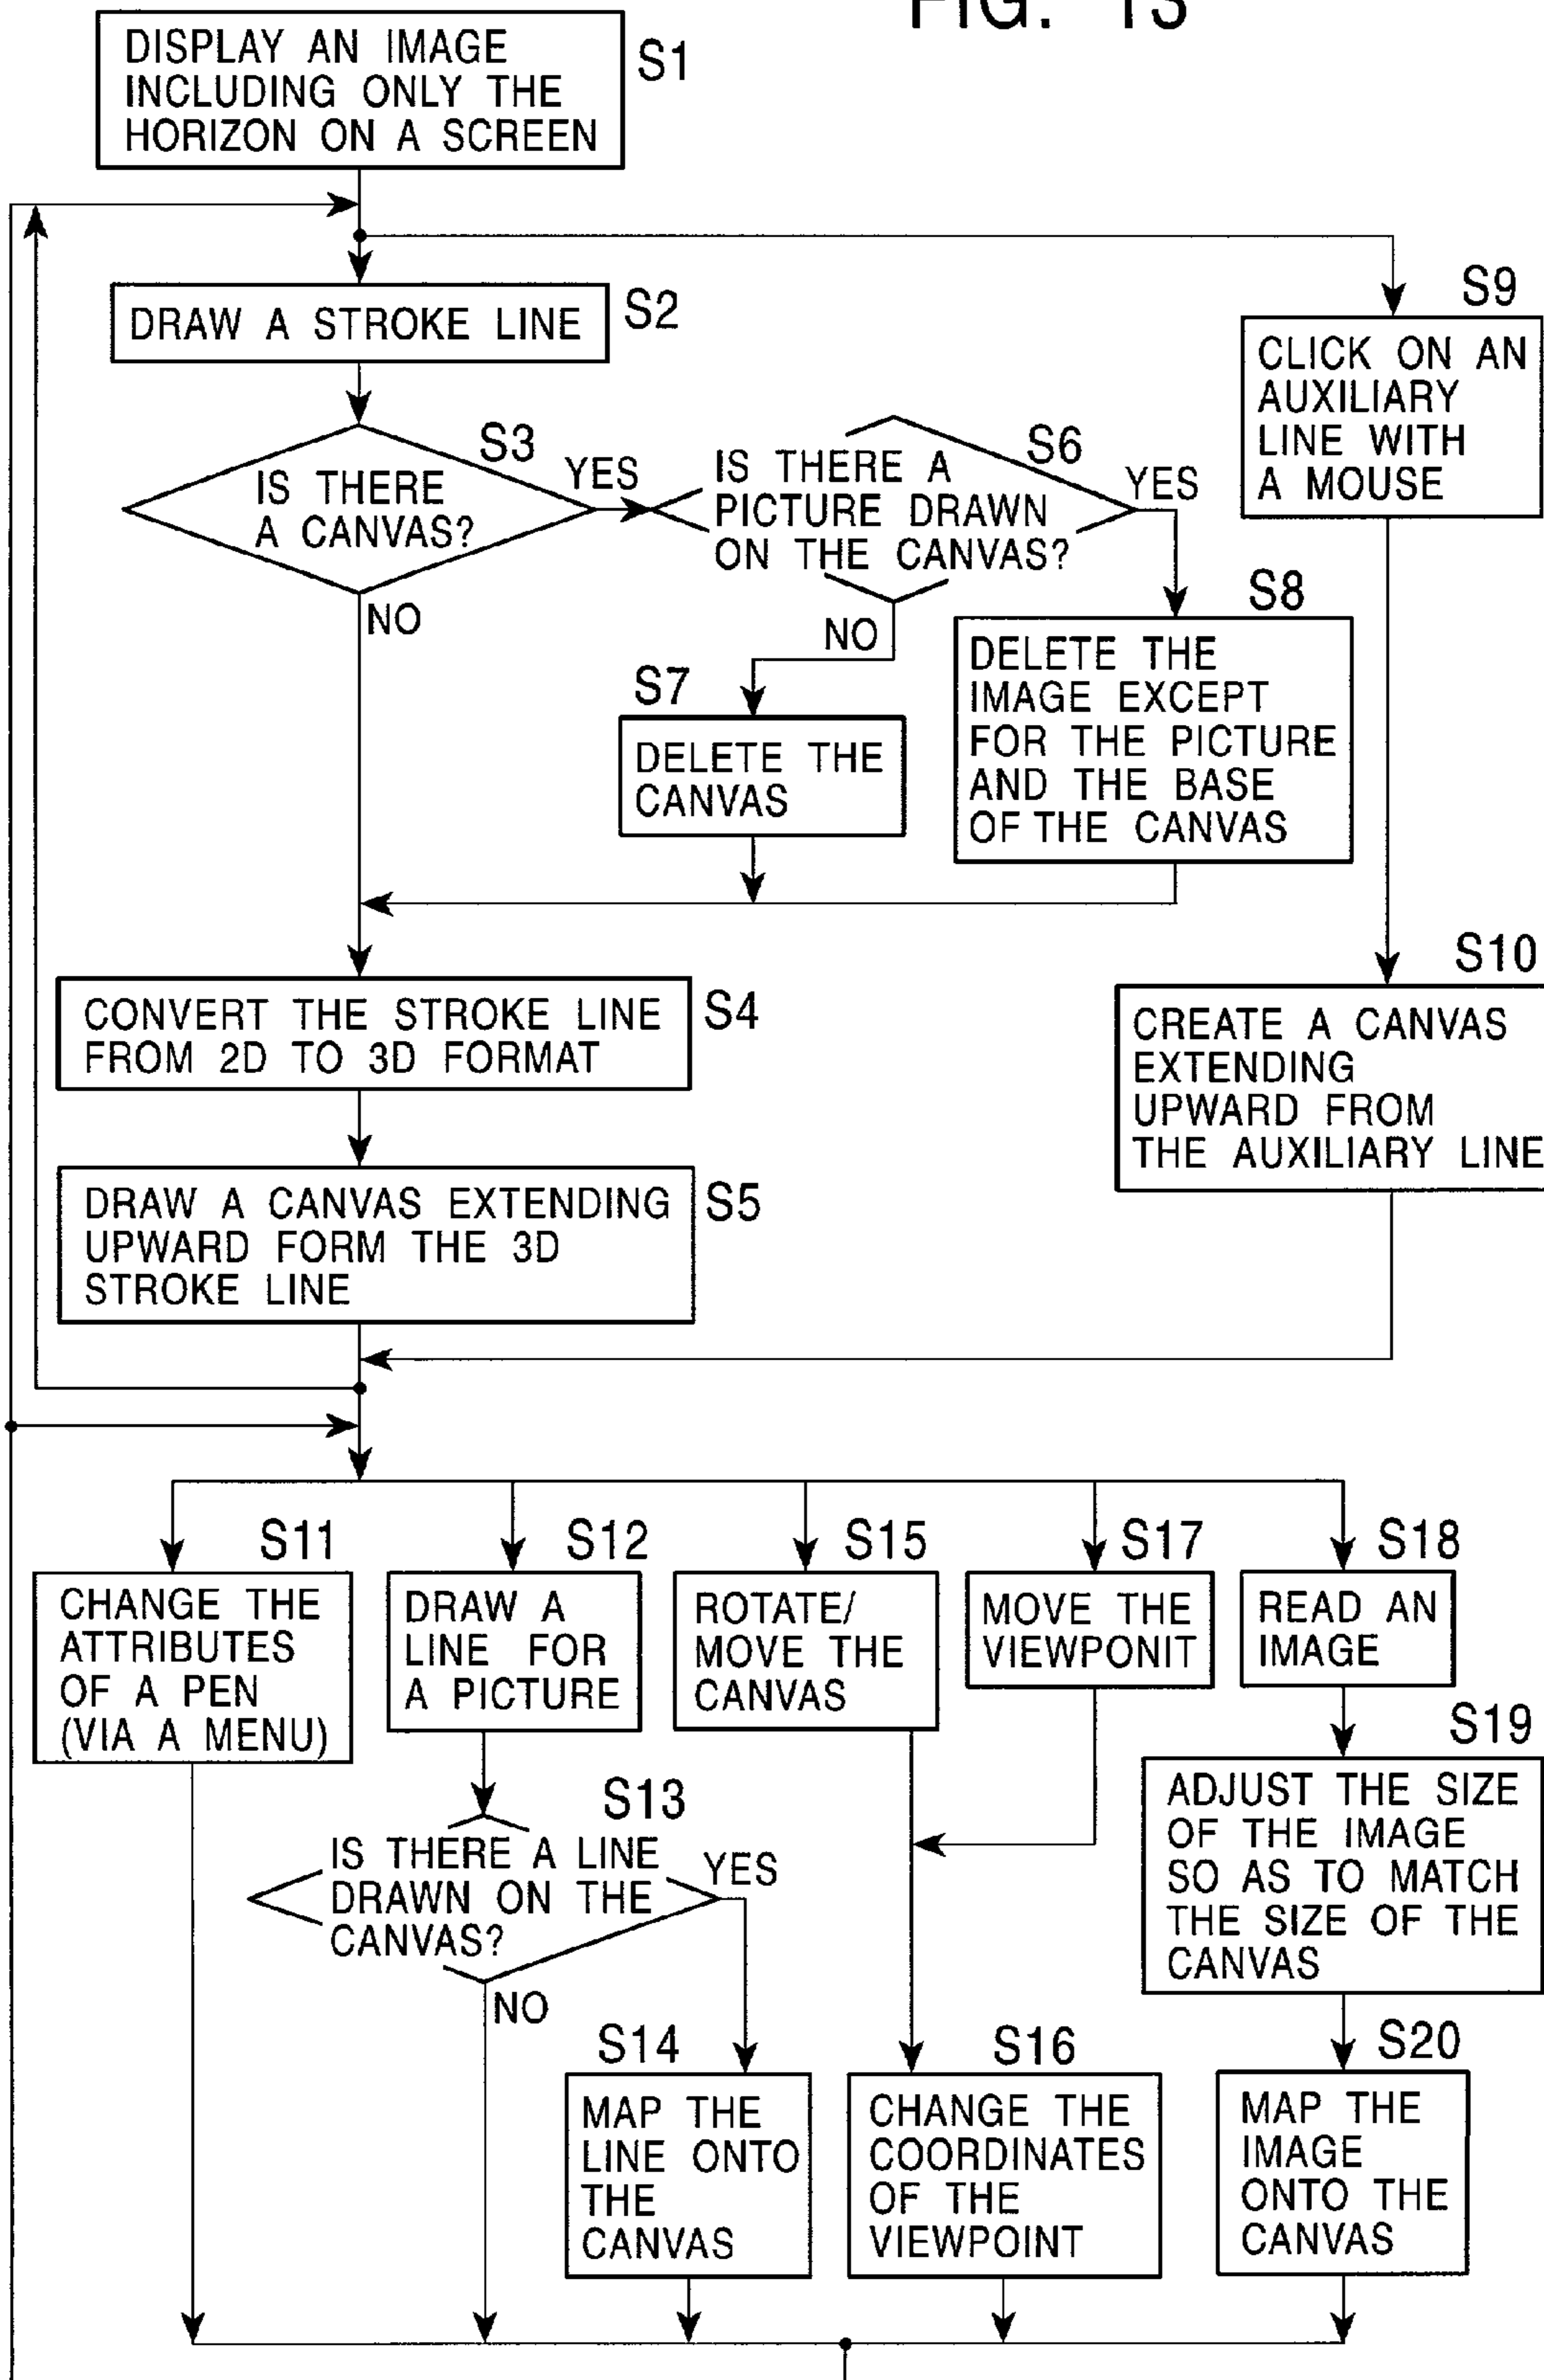 FIG. 13
DISPLAY AN IMAGE
INCLUDING ONLY THE
HORIZON ON A SCREEN
S1
DRAW A STROKE LINE
S2
S9
CLICK ON AN
AUXILIARY
LINE WITH
A MOUSE
S3
IS THERE
A CANVAS?
YES
NO
S6
IS THERE A
PICTURE DRAWN
ON THE CANVAS?
YES
NO
S7
DELETE THE
CANVAS
S8
DELETE THE
IMAGE EXCEPT
FOR THE PICTURE
AND THE BASE
OF THE CANVAS
CONVERT THE STROKE LINE
FROM 2D TO 3D FORMAT
S4
S10
CREATE A CANVAS
EXTENDING
UPWARD FROM
THE AUXILIARY LINE
DRAW A CANVAS EXTENDING
UPWARD FORM THE 3D
STROKE LINE
S5
S11
CHANGE THE
ATTRIBUTES
OF A PEN
(VIA A MENU)
S12
DRAW A
LINE FOR
A PICTURE
S15
ROTATE/
MOVE THE
CANVAS
S17
MOVE THE
VIEWPONIT
S18
READ AN
IMAGE
S13
IS THERE A LINE
DRAWN ON THE
CANVAS?
YES
NO
S19
ADJUST THE SIZE
OF THE IMAGE
SO AS TO MATCH
THE SIZE OF THE
CANVAS
S14
MAP THE
LINE ONTO
THE
CANVAS
S16
CHANGE THE
COORDINATES
OF THE
VIEWPOINT
S20
MAP THE
IMAGE
ONTO THE
CANVAS